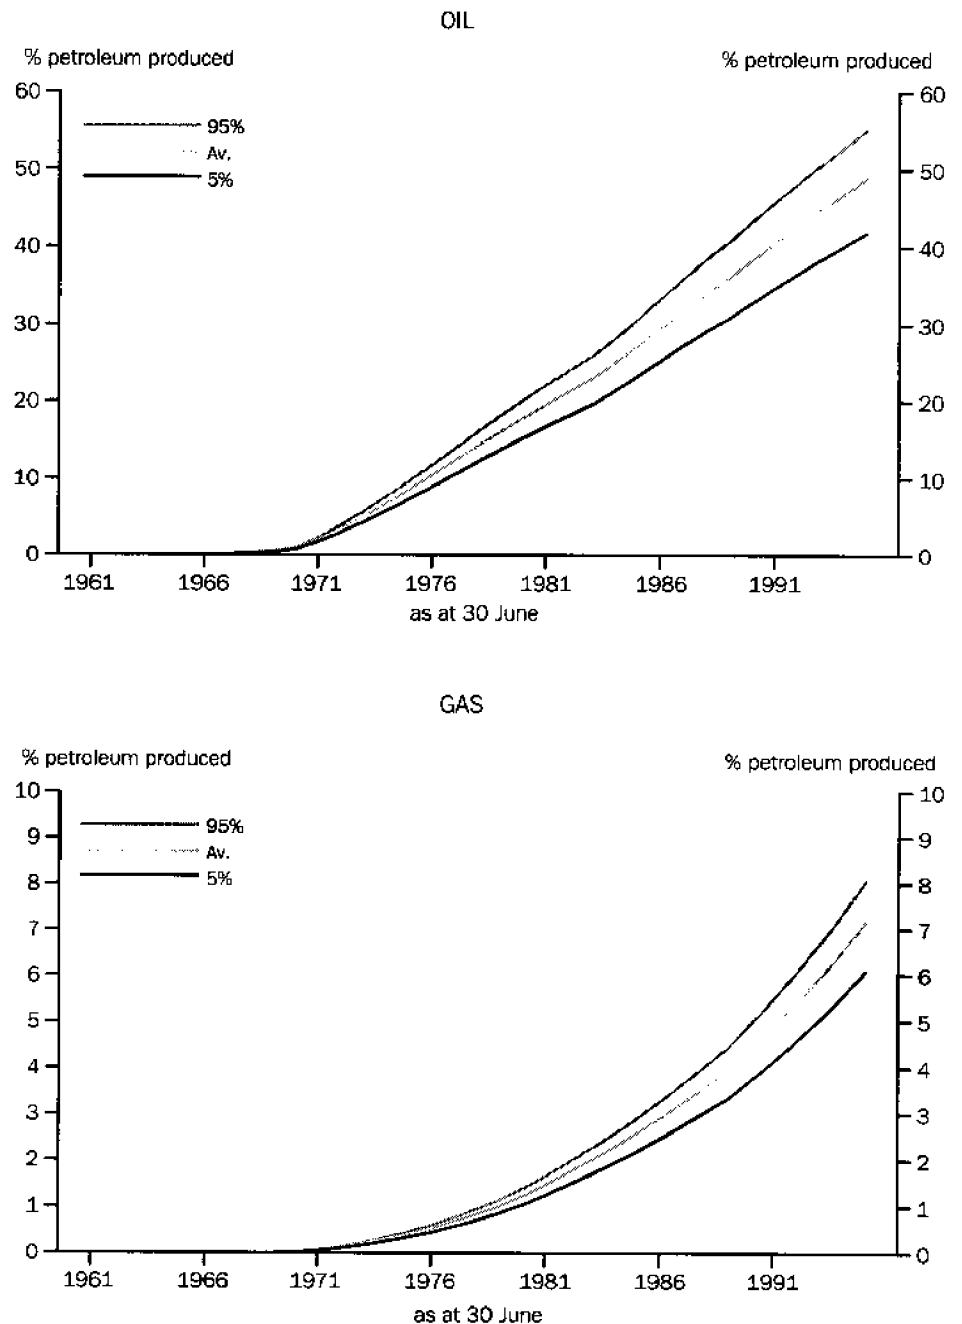 OIL
% petroleum produced % petroleum produced
60 60
95%
Av.
50 50
5%
40 40
30 30
20 20
10 10
0 0
1961 1966 1971 1976 1981 1986 1991
as at 30 June
GAS
% petroleum produced % petroleum produced
10 10
95%
9 9
Av.
8 5% 8
7 7
6 6
5 5
4 4
3 3
2 2
1 1
0 0
1961 1966 1971 1976 1981 1986 1991
as at 30 June